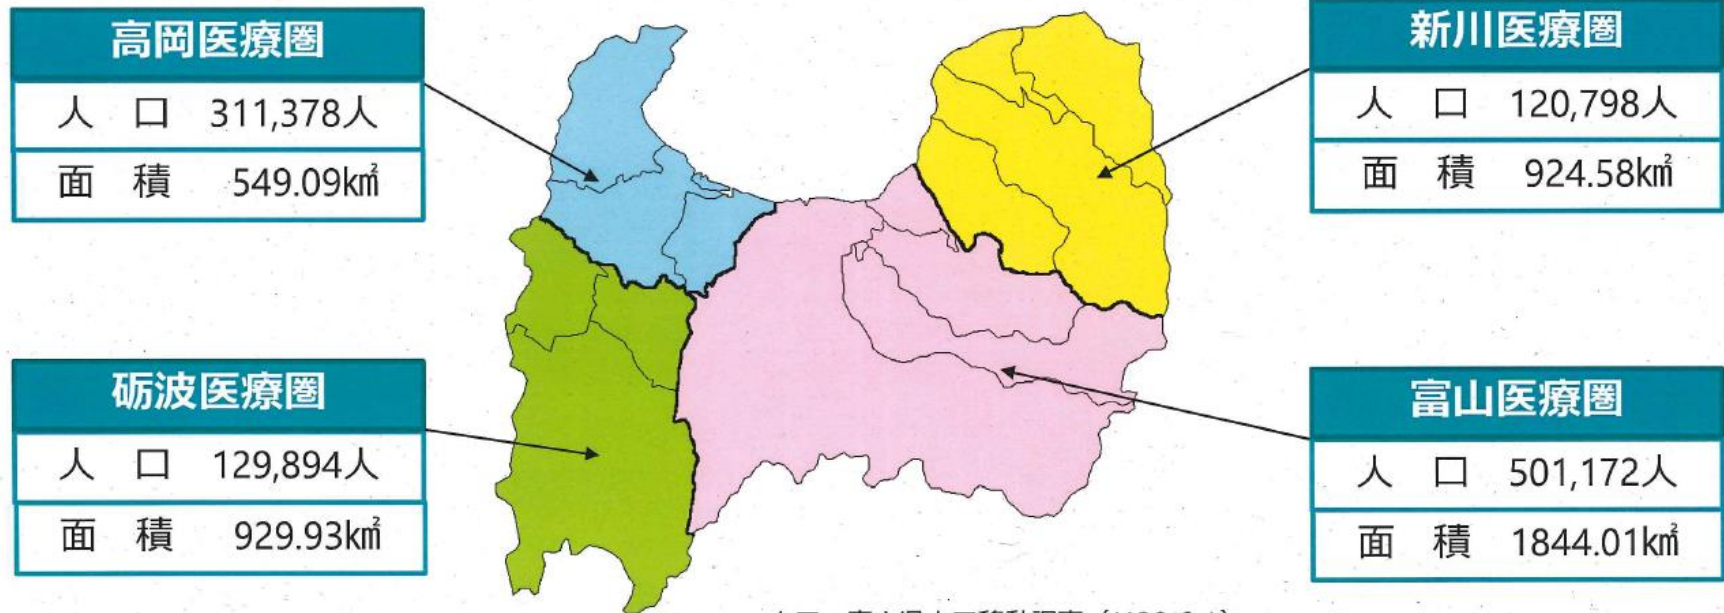 高岡医療圏
人　口　311,378人
面　積　549.09k㎡
新川医療圏
人　口　120,798人
面　積　924.58k㎡
砺波医療圏
人　口　129,894人
面　積　929.93k㎡
富山医療圏
人　口　501,172人
面　積　1844.01k㎡